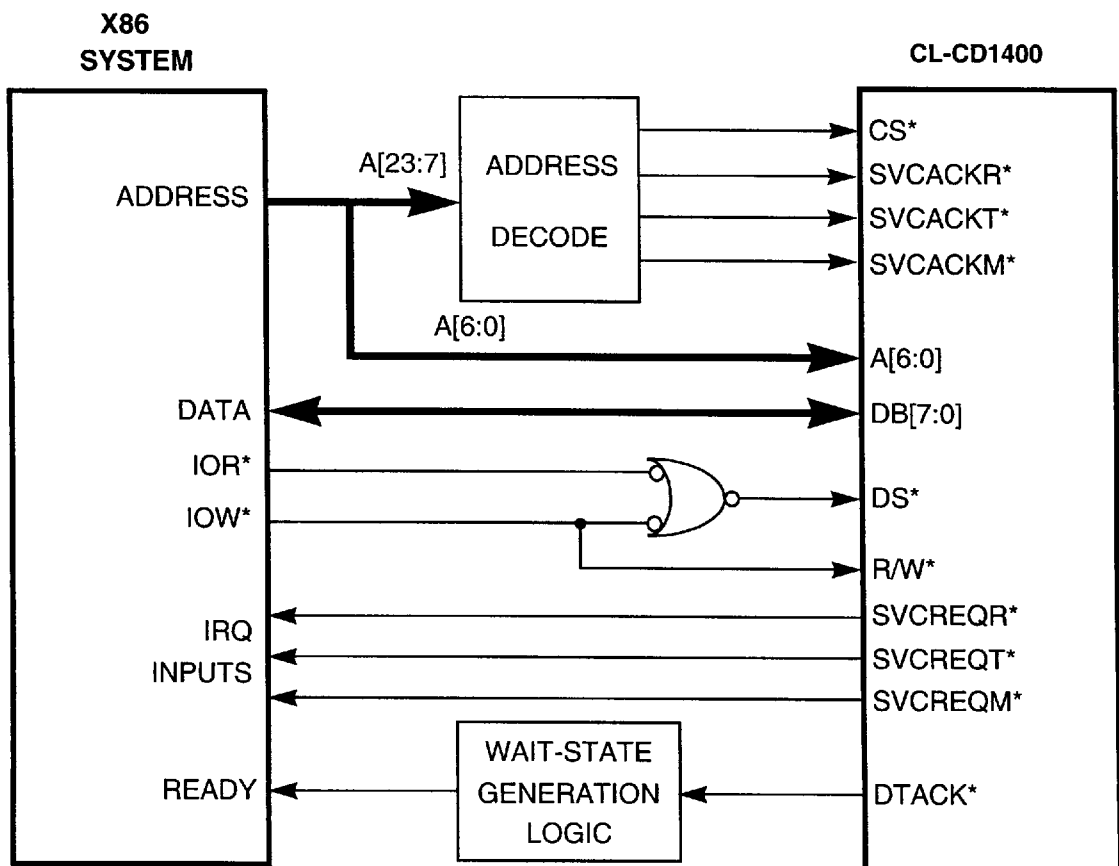 X86
SYSTEM
CL-CD1400
ADDRESS
A[23:7]
ADDRESS
DECODE
CS*
SVCACKR*
SVCACKT*
SVCACKM*
A[6:0]
A[6:0]
DATA
DB[7:0]
IOR*
IOW*
DS*
R/W*
IRQ
INPUTS
SVCREQR*
SVCREQT*
SVCREQM*
READY
WAIT-STATE
GENERATION
LOGIC
DTACK*